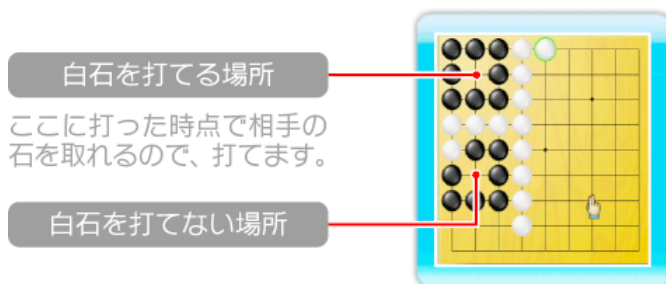 白石を打てる場所
ここに打った時点で相手の
石を取れるので、打てます。
白石を打てない場所